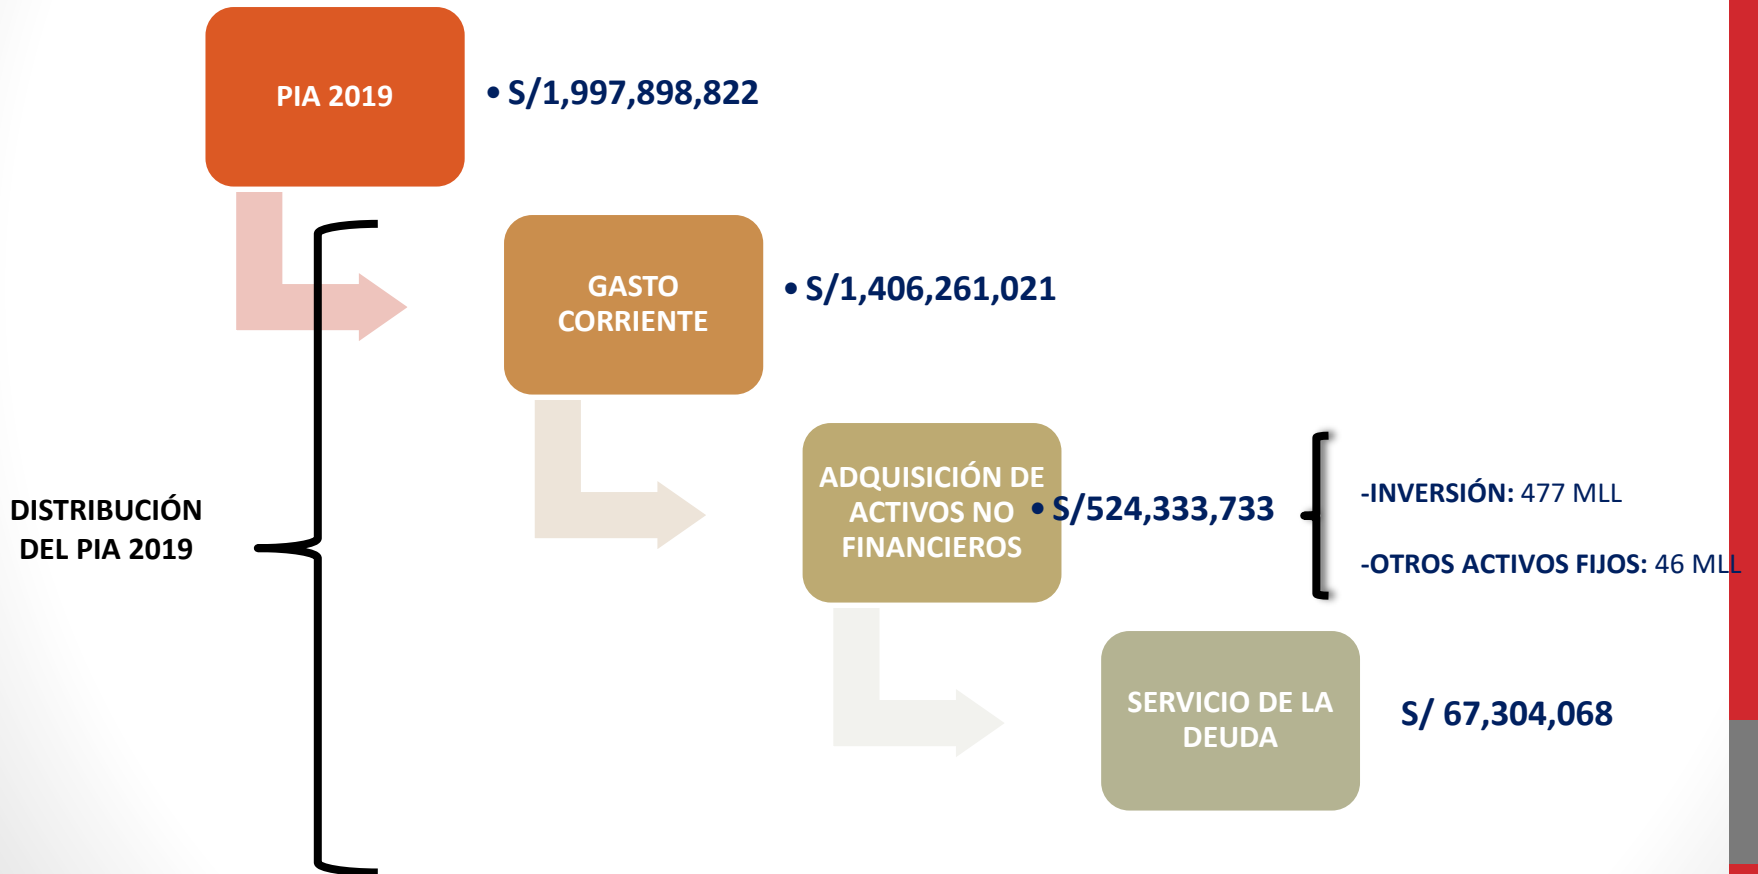 PIA 2019
• S/1,997,898,822
GASTO
CORRIENTE
• S/1,406,261,021
ADQUISICIÓN DE
ACTIVOS NO
FINANCIEROS
• S/524,333,733
-INVERSIÓN: 477 MLL
-OTROS ACTIVOS FIJOS: 46 MLL
DISTRIBUCIÓN
DEL PIA 2019
SERVICIO DE LA
DEUDA
S/ 67,304,068